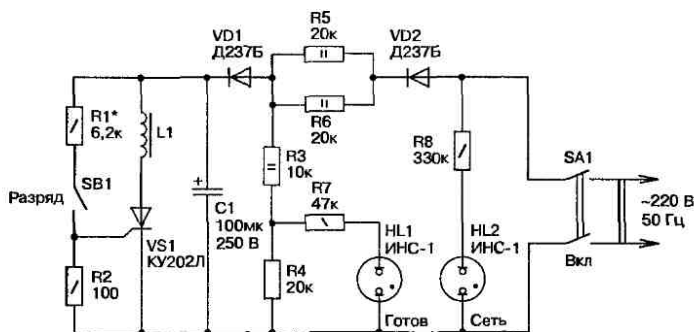 R5
20к
VD1
Д237Б
VD2
Д237Б
R1*
6,2к
L1
R6
20к
R8
330к
SA1
R3
10к
SB1
Разряд
+
R7
47к
~220 В
50 Гц
C1
100мк
250 В
HL1
ИНС-1
HL2
ИНС-1
VS1
КУ202Л
Вкл
R2
100
R4
20к
Готов
Сеть